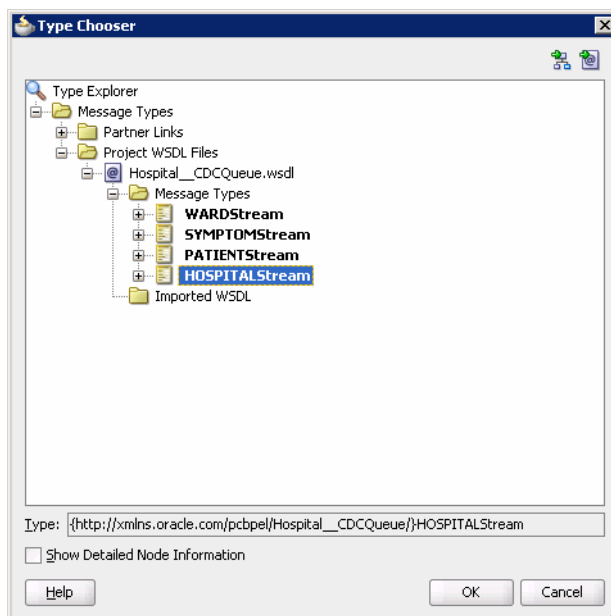 Type Chooser
Type Explorer
Message Types
Partner Links
Project WSDL Files
Hospital__CDCQueue.wsdl
Message Types
WARDStream
SYMPTOMStream
PATIENTStream
HOSPITALStream
Imported WSDL
Type: {http://xmlns.oracle.com/pcbpel/Hospital__CDCQueue/}HOSPITALStream
Show Detailed Node Information
Help OK Cancel